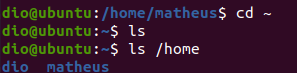 dio@ubuntu:/home/matheus$ cd ~
dio@ubuntu:~$ ls
dio@ubuntu:~$ ls /home
dio  matheus